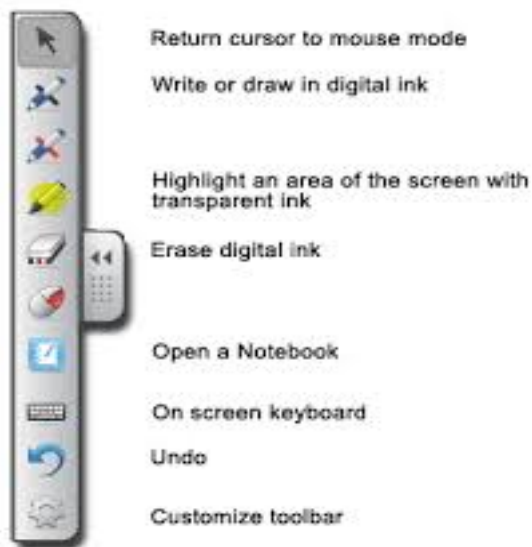 Return cursor to mouse mode
Write or draw in digital ink
Highlight an area of the screen with
transparent ink
Erase digital ink
Open a Notebook
On screen keyboard
Undo
Customize toolbar